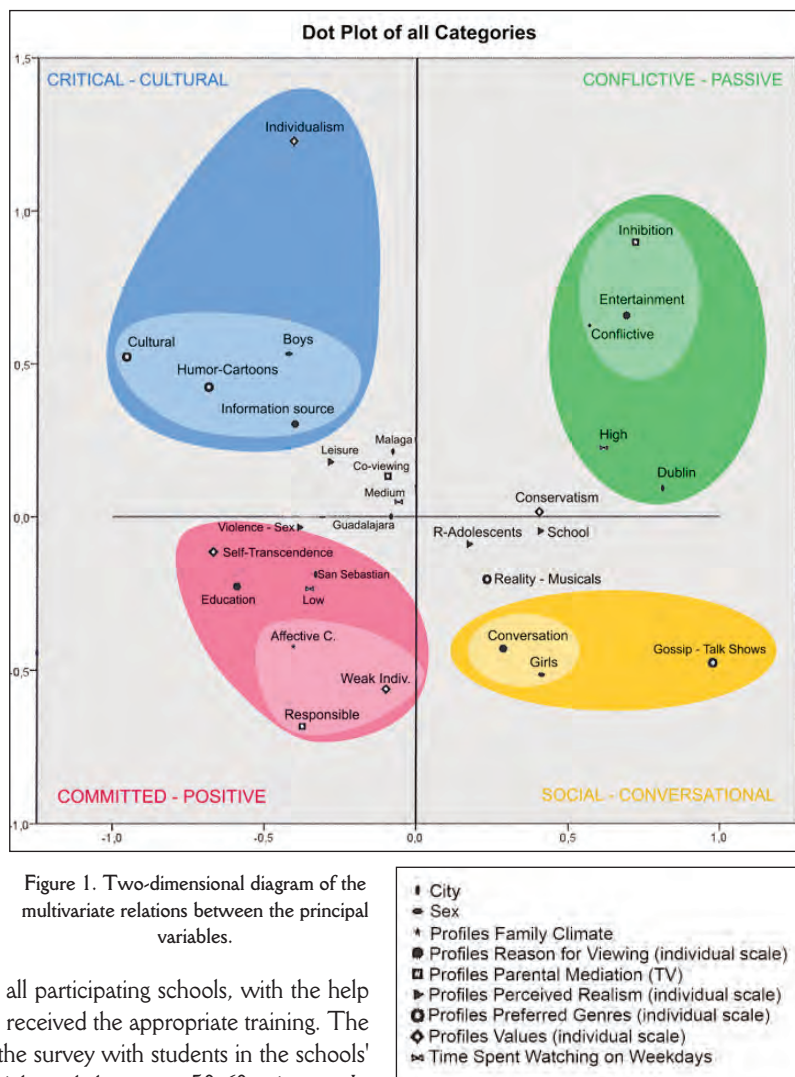 Dot Plot of all Categories
1,5
CRITICAL - CULTURAL
CONFLICTIVE - PASSIVE
Individualism
1,0
Inhibition
Entertainment
Conflictive
Cultural
Boys
0,5
Humor-Cartoons
Information source
High
Malaga
Leisure
Co-viewing
Dublin
Medium
Conservatism
0,0
Violence - Sex
Guadalajara
R-Adolescents
School
Self-Transcendence
San Sebastian
Reality - Musicals
Education
Low
Affective C.
Conversation
Gossip - Talk Shows
-0,5
Girls
Weak Indiv.
Responsible
COMMITTED - POSITIVE
SOCIAL - CONVERSATIONAL
-1,0
-1,0 -0,5 0,0 0,5 1,0
Figure 1. Two-dimensional diagram of the
multivariate relations between the principal
variables.
City
Sex
Profiles Family Climate
Profiles Reason for Viewing (individual scale)
Profiles Parental Mediation (TV)
Profiles Perceived Realism (individual scale)
Profiles Preferred Genres (individual scale)
Profiles Values (individual scale)
Time Spent Watching on Weekdays
all participating schools, with the help
received the appropriate training. The
the survey with students in the schools'